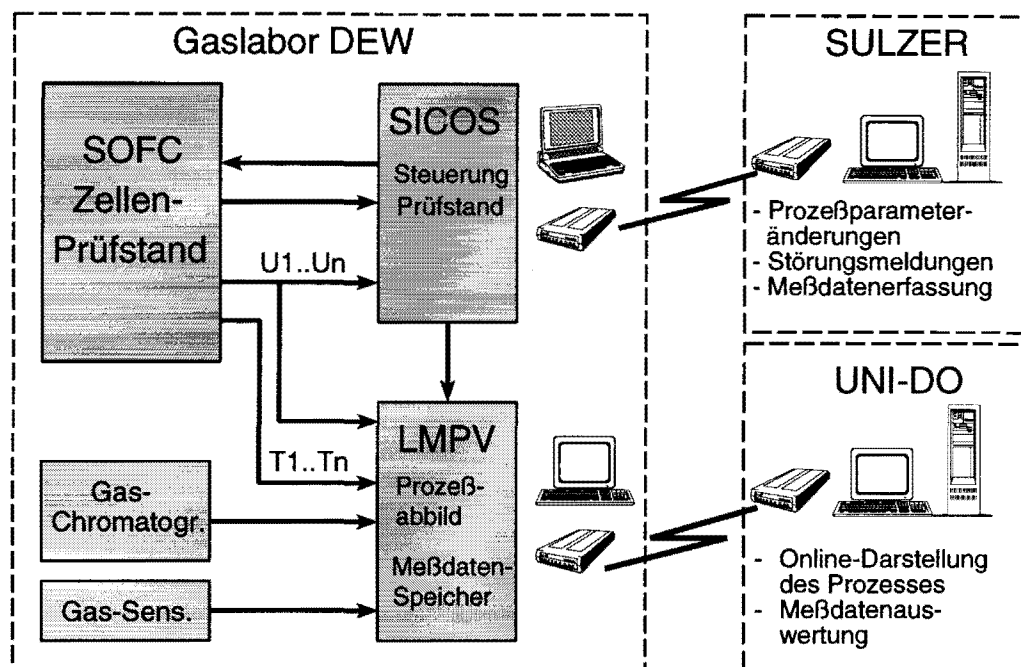 Gaslabor DEW
SOFC
Zellen-
Prüfstand
SICOS
Steuerung
Prüfstand
U1..Un
T1..Tn
LMPV
Prozeß-
abbild
Meßdaten-
Speicher
Gas-
Chromatogr.
Gas-Sens.
SULZER
- Prozeßparameter-
änderungen
- Störungsmeldungen
- Meßdatenerfassung
UNI-DO
- Online-Darstellung
des Prozesses
- Meßdatenaus-
wertung